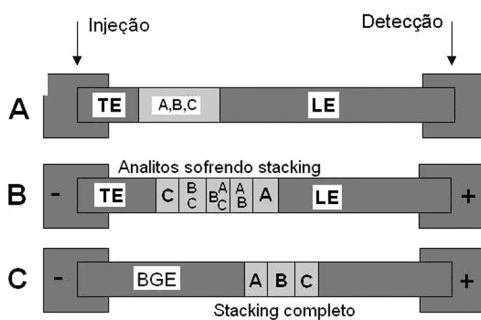 Injeção
Detecção
A
TE
A,B,C
LE
Analitos sofrendo stacking
B
-
TE
C
B
C
A
B
C
A
B
A
LE
+
C
-
BGE
A
B
C
+
Stacking completo